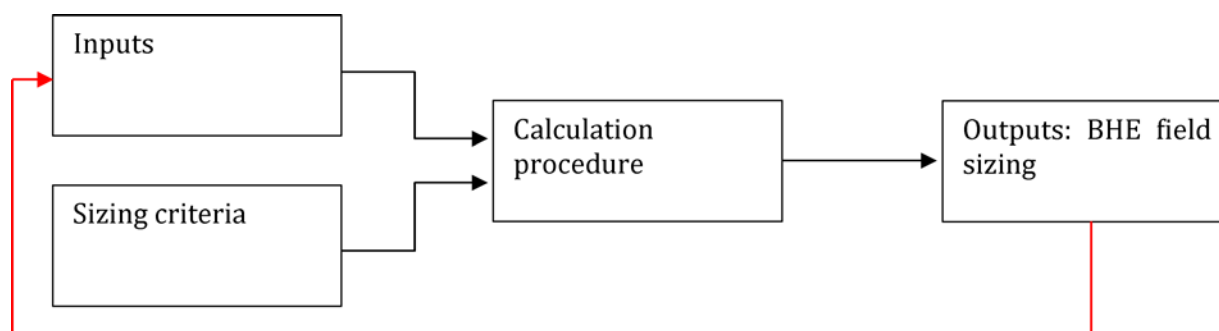 Inputs
Sizing criteria
Calculation
procedure
Outputs: BHE field
sizing